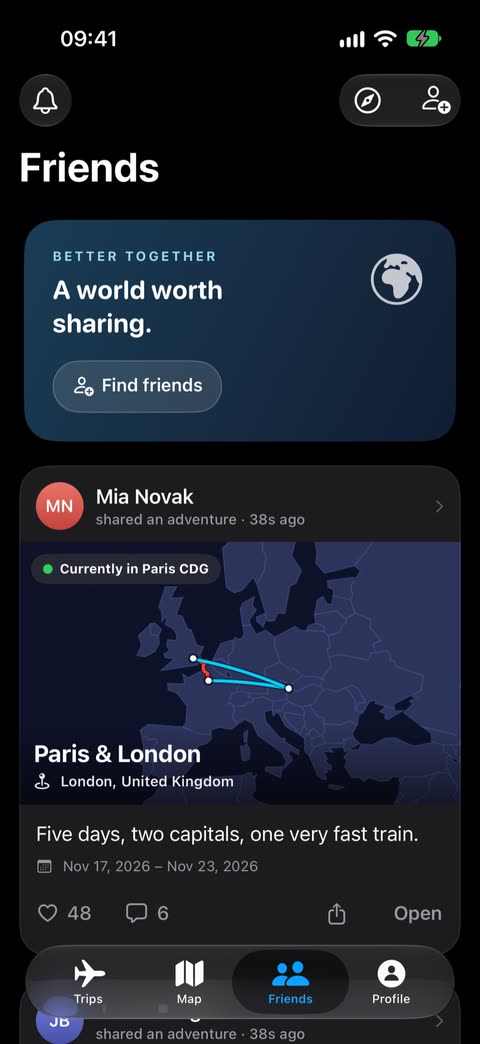 09:41
Friends
BETTER TOGETHER
A world worth
sharing.
Find friends
MN
Mia Novak
shared an adventure · 38s ago
Currently in Paris CDG
Paris & London
London, United Kingdom
Five days, two capitals, one very fast train.
Nov 17, 2026 – Nov 23, 2026
48
6
Open
Trips
Map
Friends
Profile
JB
shared an adventure · 38s ago